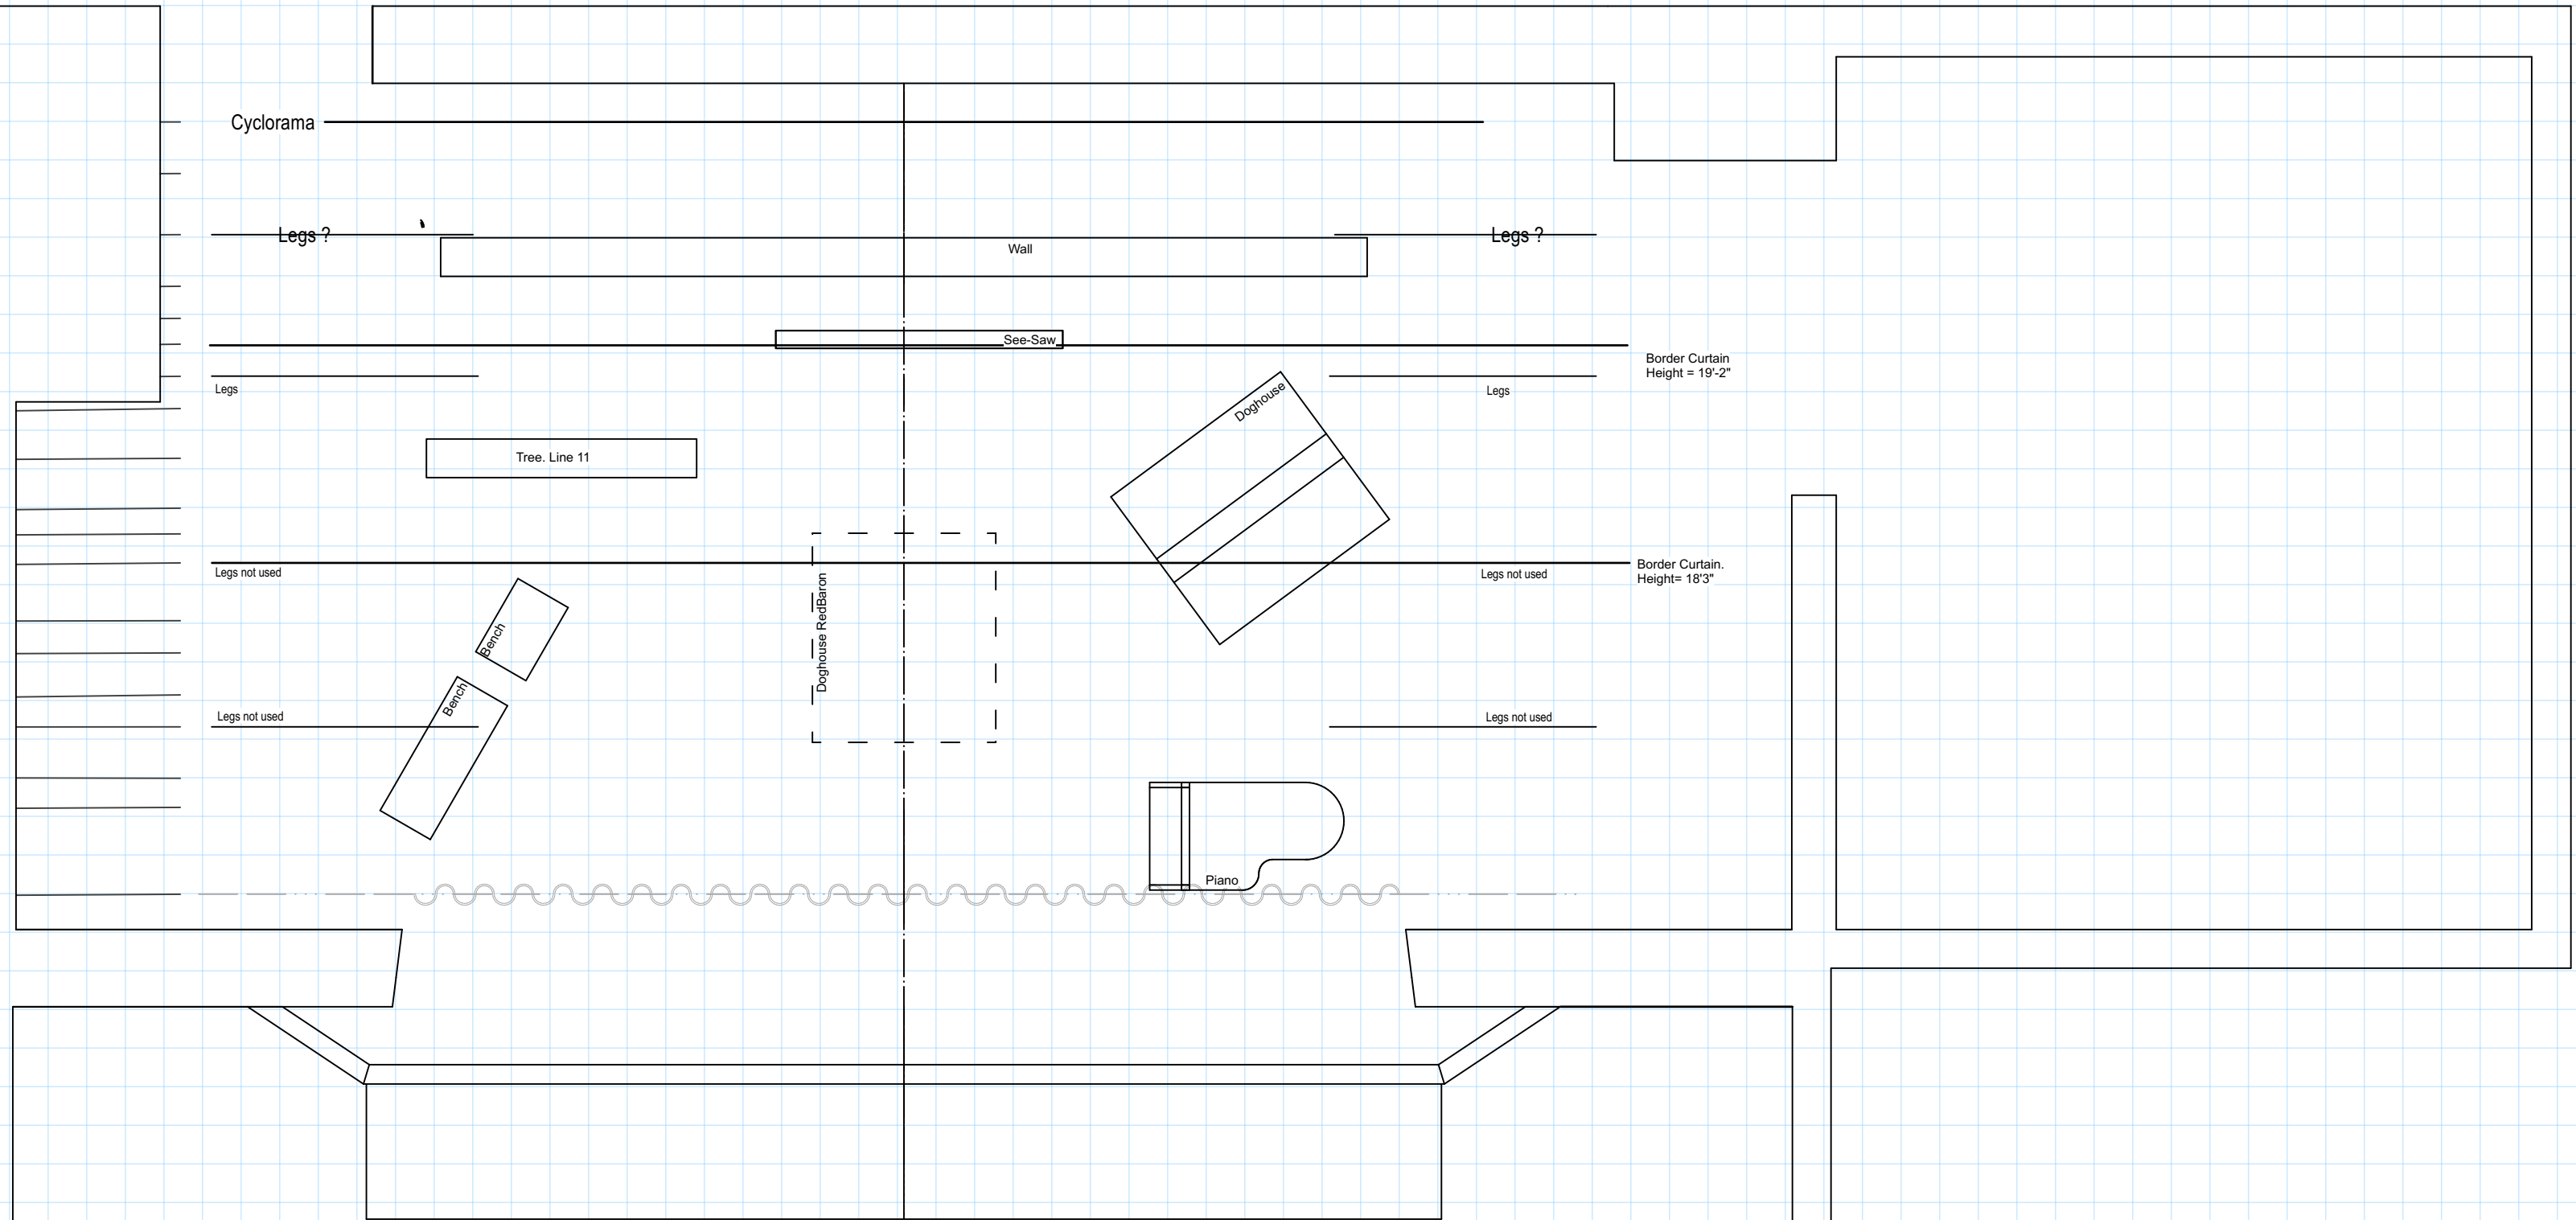 Cyclorama
Legs ?
Legs ?
Wall
See-Saw
Border Curtain
Height = 19'-2"
Legs
Legs
Doghouse
Tree. Line 11
Legs not used
Legs not used
Border Curtain.
Height= 18'3"
Doghouse RedBaron
Bench
Bench
Legs not used
Legs not used
Piano